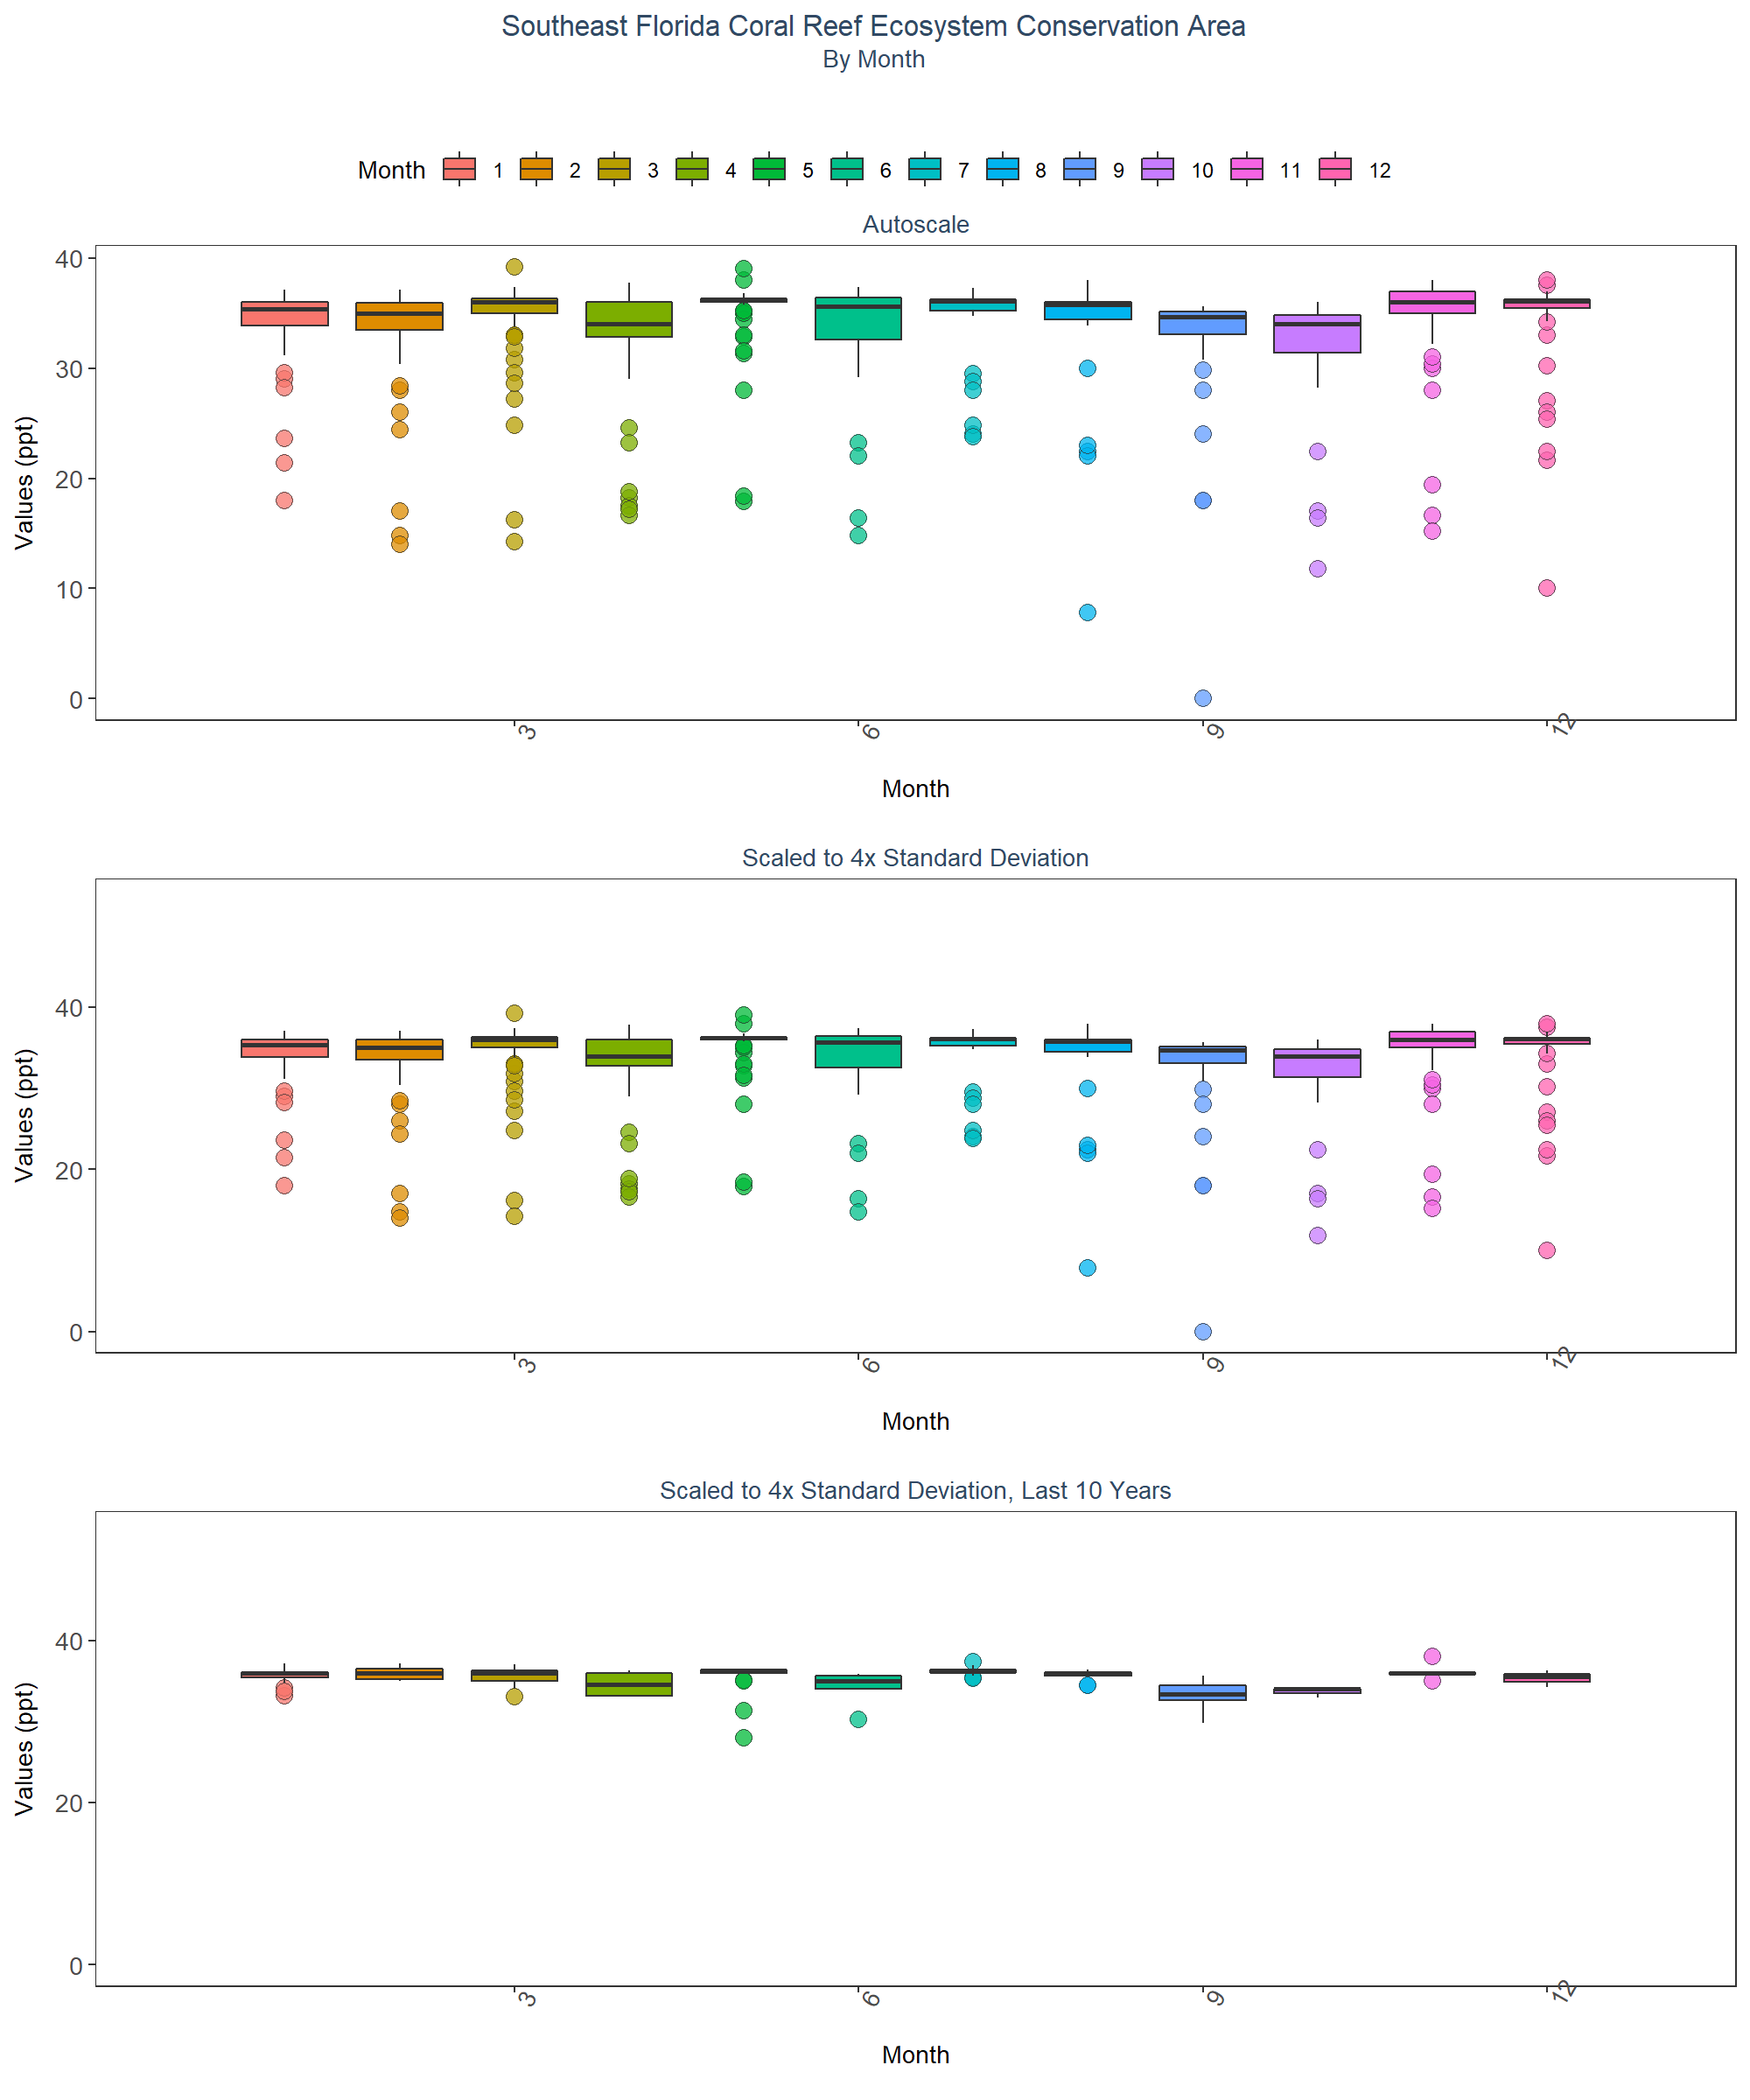 Southeast Florida Coral Reef Ecosystem Conservation Area
By Month
Month 1 2 3 4 5 6 7 8 9 10 11 12
Autoscale
Values (ppt)
40
30
20
10
0
3 6 9 12
Month
Scaled to 4x Standard Deviation
Values (ppt)
40
20
0
3 6 9 12
Month
Scaled to 4x Standard Deviation, Last 10 Years
Values (ppt)
40
20
0
3 6 9 12
Month